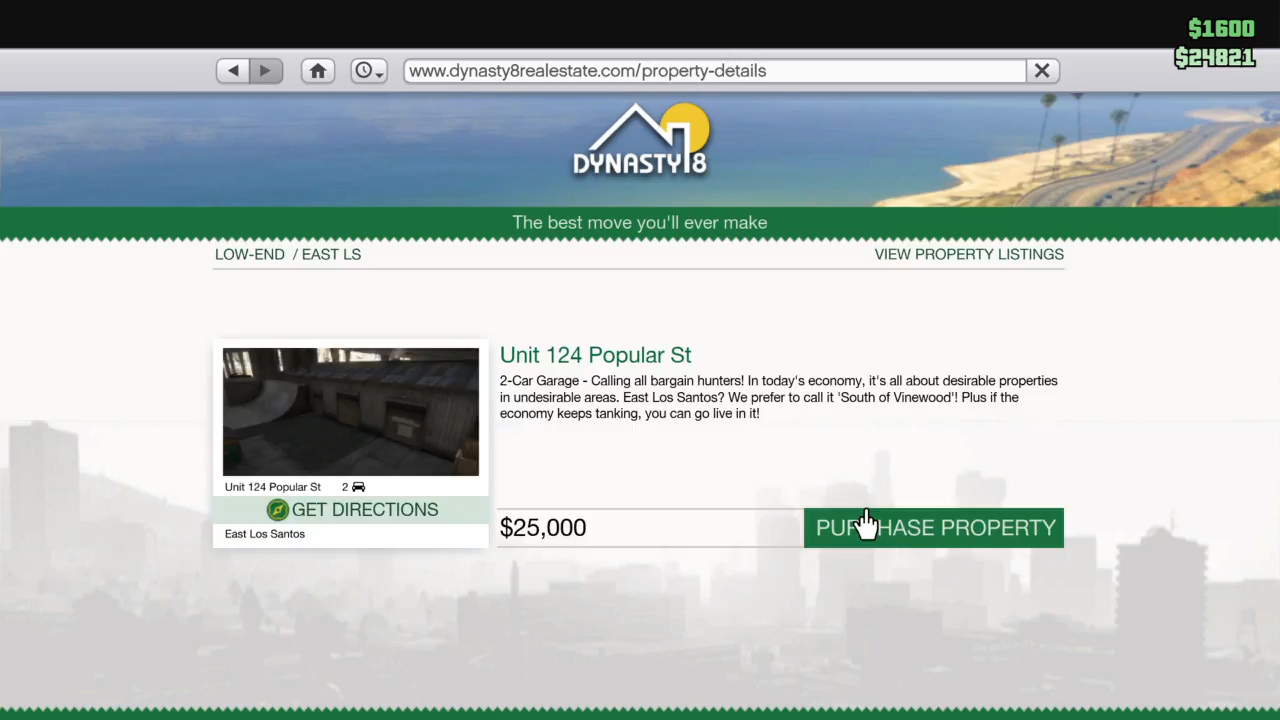 $1600
$24821
www.dynasty8realestate.com/property-details
DYNASTY 8
The best move you'll ever make
LOW-END / EAST LS
VIEW PROPERTY LISTINGS
Unit 124 Popular St
2-Car Garage - Calling all bargain hunters! In today's economy, it's all about desirable properties
in undesirable areas. East Los Santos? We prefer to call it 'South of Vinewood'! Plus if the
economy keeps tanking, you can go live in it!
Unit 124 Popular St 2
GET DIRECTIONS
East Los Santos
$25,000
PURCHASE PROPERTY